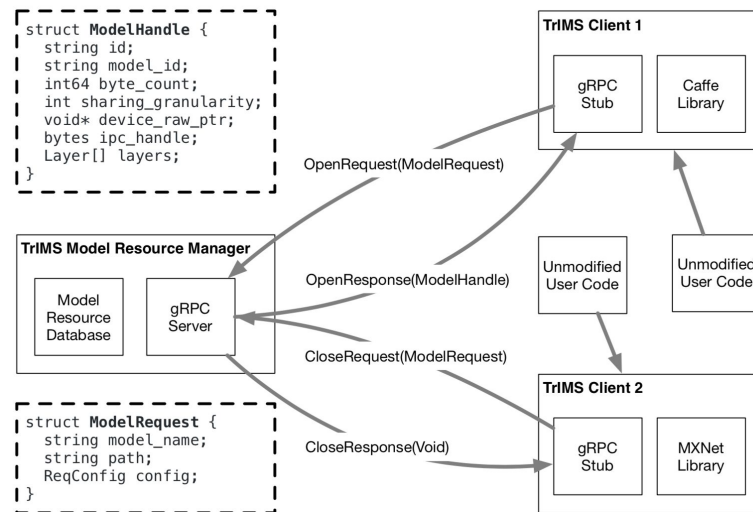 struct ModelHandle {
string id;
string model_id;
int64 byte_count;
int sharing_granularity;
void* device_raw_ptr;
bytes ipc_handle;
Layer[] layers;
}
TrIMS Client 1
gRPC
Stub
Caffe
Library
OpenRequest(ModelRequest)
TrIMS Model Resource Manager
Model
Resource
Database
gRPC
Server
OpenResponse(ModelHandle)
Unmodified
User Code
Unmodified
User Code
CloseRequest(ModelRequest)
TrIMS Client 2
gRPC
Stub
MXNet
Library
CloseResponse(Void)
struct ModelRequest {
string model_name;
string path;
ReqConfig config;
}